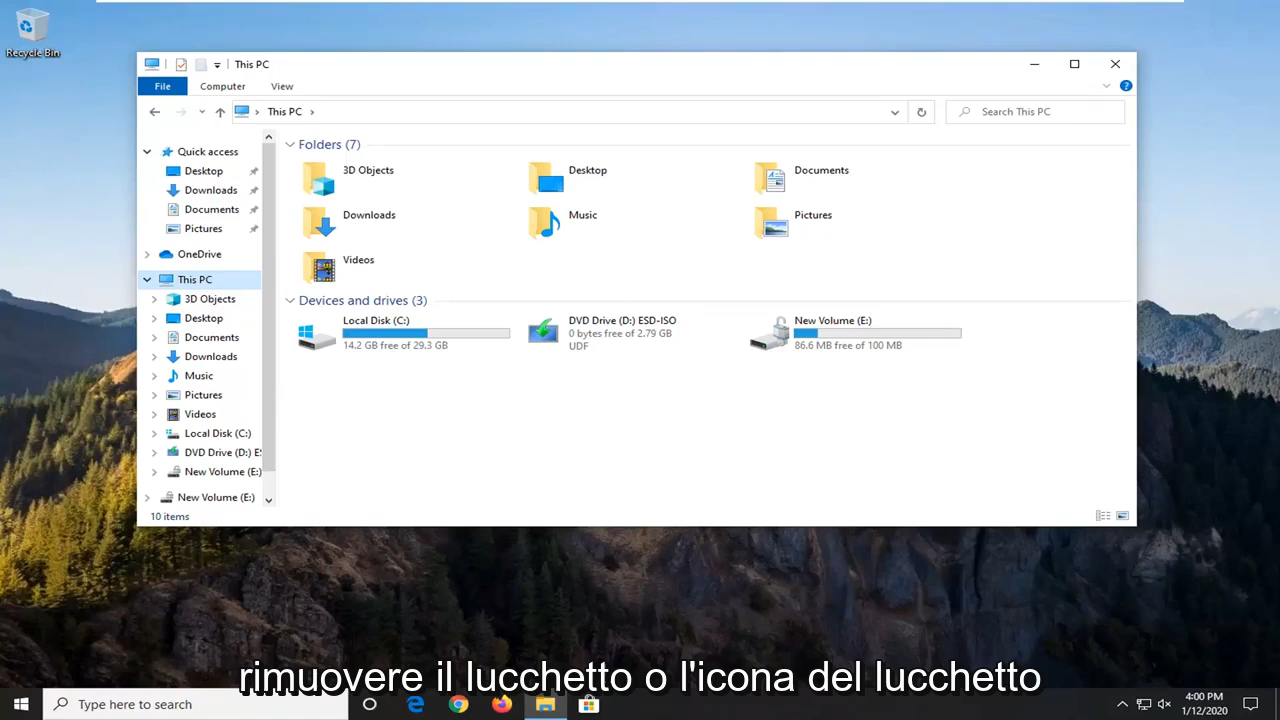 Recycle Bin
This PC
File Computer View
This PC
Search This PC
Quick access
Desktop
Downloads
Documents
Pictures
OneDrive
This PC
3D Objects
Desktop
Documents
Downloads
Music
Pictures
Videos
Local Disk (C:)
DVD Drive (D:) ES
New Volume (E:)
New Volume (E:)
10 items
Folders (7)
3D Objects
Desktop
Documents
Downloads
Music
Pictures
Videos
Devices and drives (3)
Local Disk (C:)
14.2 GB free of 29.3 GB
DVD Drive (D:) ESD-ISO
0 bytes free of 2.79 GB
UDF
New Volume (E:)
86.6 MB free of 100 MB
rimuovere il lucchetto o l'icona del lucchetto
Type here to search
4:00 PM
1/12/2020